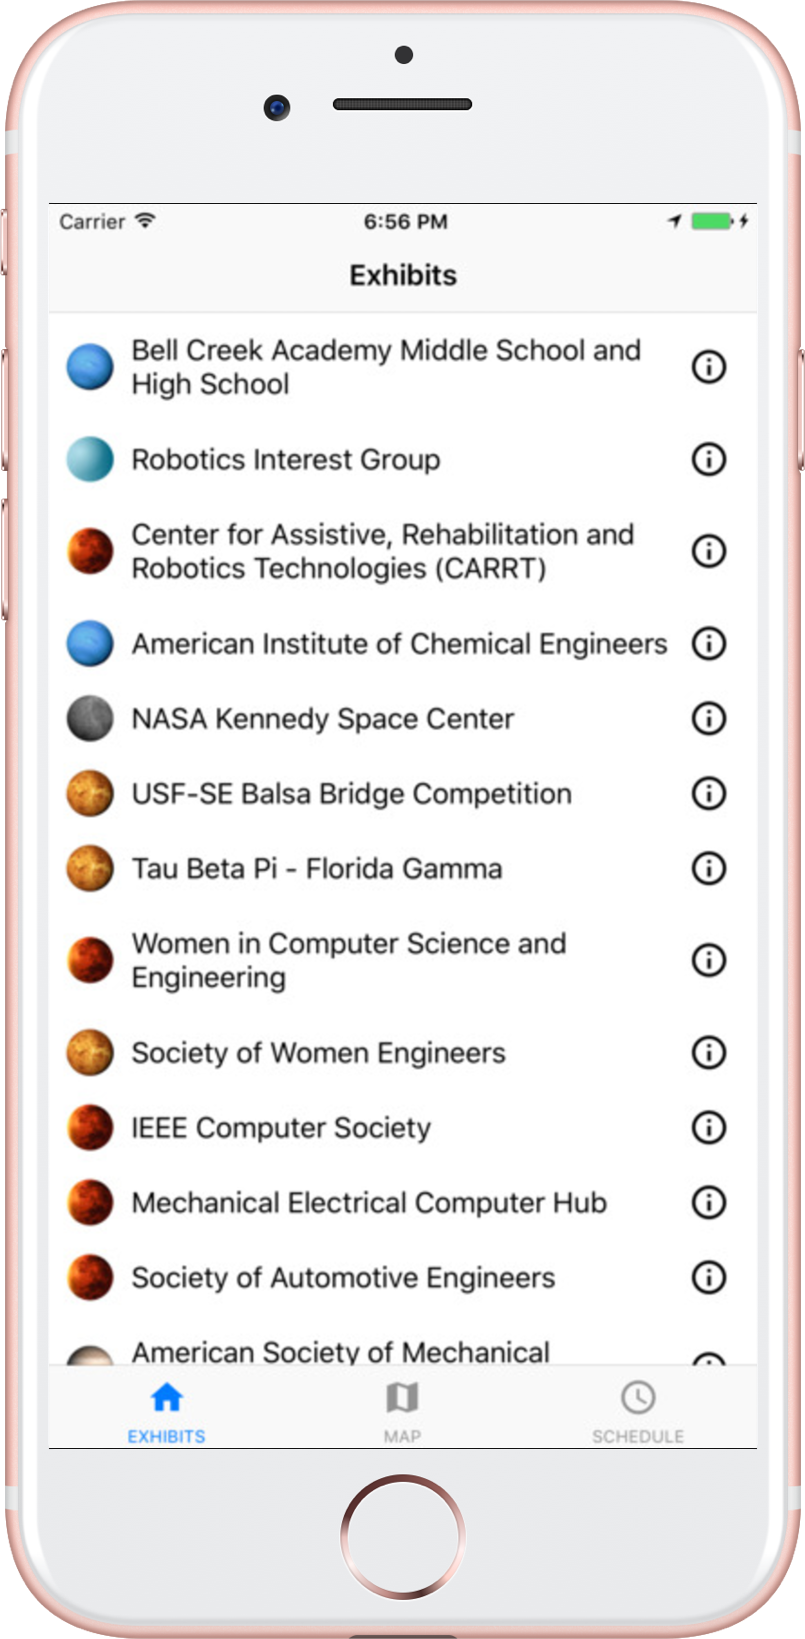 Carrier 6:56 PM
Exhibits
Bell Creek Academy Middle School and
High School
Robotics Interest Group
Center for Assistive, Rehabilitation and
Robotics Technologies (CARRT)
American Institute of Chemical Engineers
NASA Kennedy Space Center
USF-SE Balsa Bridge Competition
Tau Beta Pi - Florida Gamma
Women in Computer Science and
Engineering
Society of Women Engineers
IEEE Computer Society
Mechanical Electrical Computer Hub
Society of Automotive Engineers
American Society of Mechanical
EXHIBITS MAP SCHEDULE